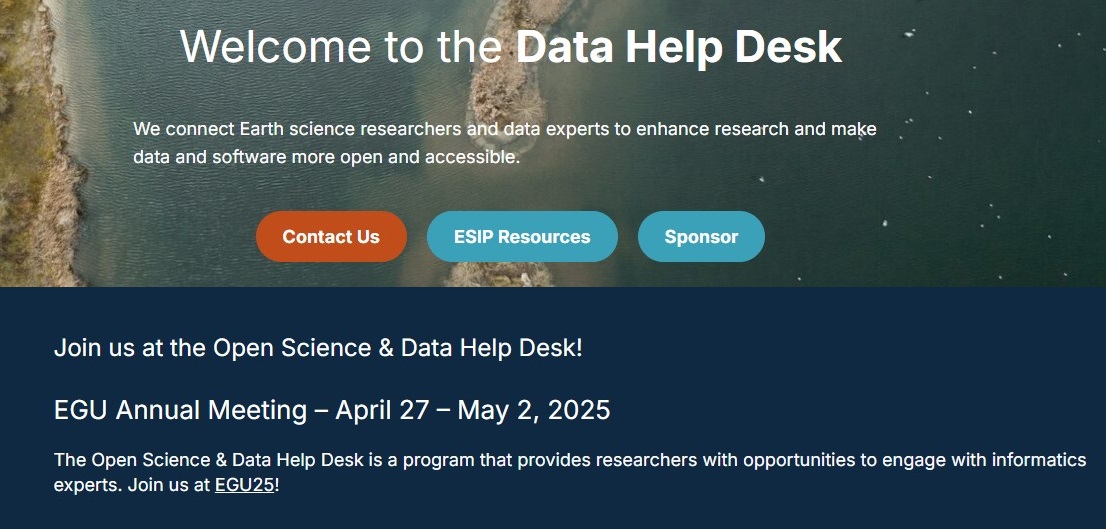 Welcome to the Data Help Desk
We connect Earth science researchers and data experts to enhance research and make
data and software more open and accessible.
Contact Us
ESIP Resources
Sponsor
Join us at the Open Science & Data Help Desk!
EGU Annual Meeting – April 27 – May 2, 2025
The Open Science & Data Help Desk is a program that provides researchers with opportunities to engage with informatics
experts. Join us at EGU25!